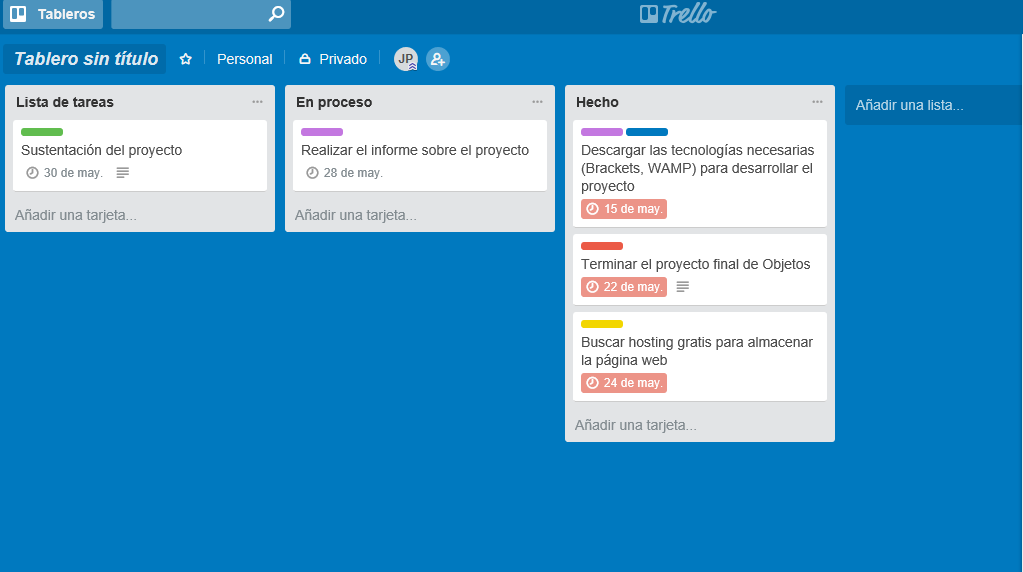 Tableros
Trello
Tablero sin título
Personal
Privado
JP
Lista de tareas
Sustentación del proyecto
30 de may.
Añadir una tarjeta...
En proceso
Realizar el informe sobre el proyecto
28 de may.
Añadir una tarjeta...
Hecho
Descargar las tecnologías necesarias
(Brackets, WAMP) para desarrollar el
proyecto
15 de may.
Terminar el proyecto final de Objetos
22 de may.
Buscar hosting gratis para almacenar
la página web
24 de may.
Añadir una tarjeta...
Añadir una lista...